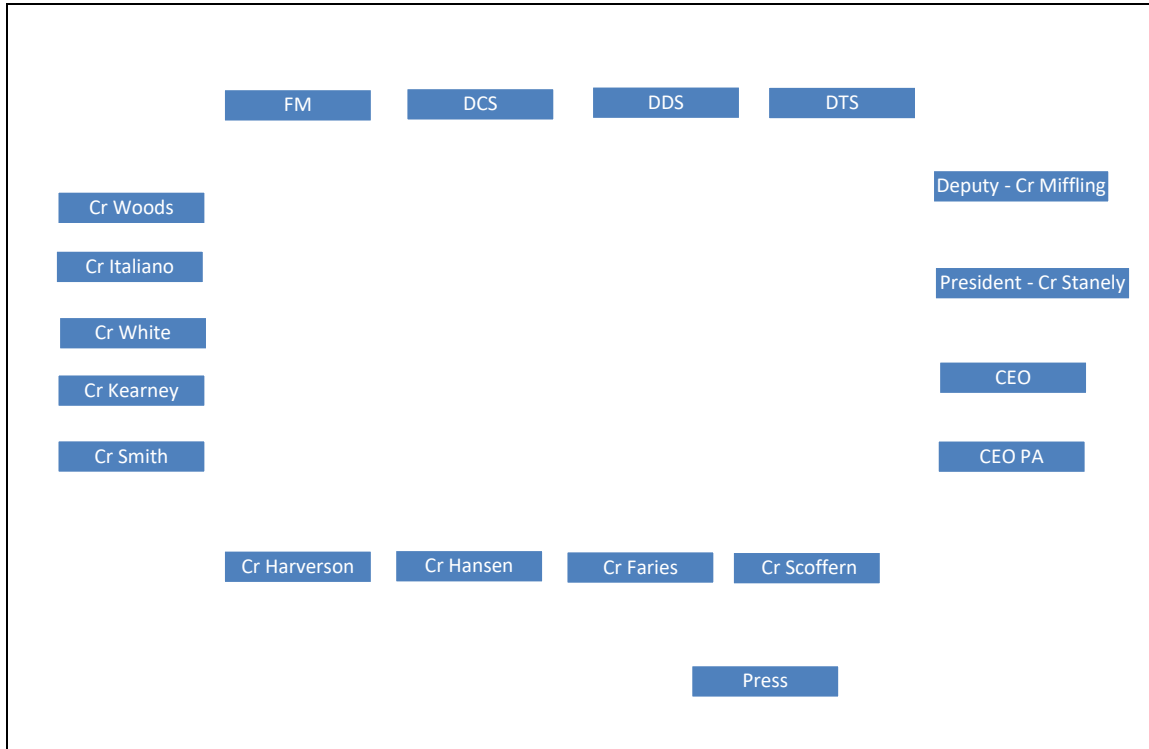 FM
DCS
DDS
DTS
Deputy - Cr Miffling
Cr Woods
Cr Italiano
President - Cr Stanely
Cr White
CEO
Cr Kearney
Cr Smith
CEO PA
Cr Harverson
Cr Hansen
Cr Faries
Cr Scoffern
Press